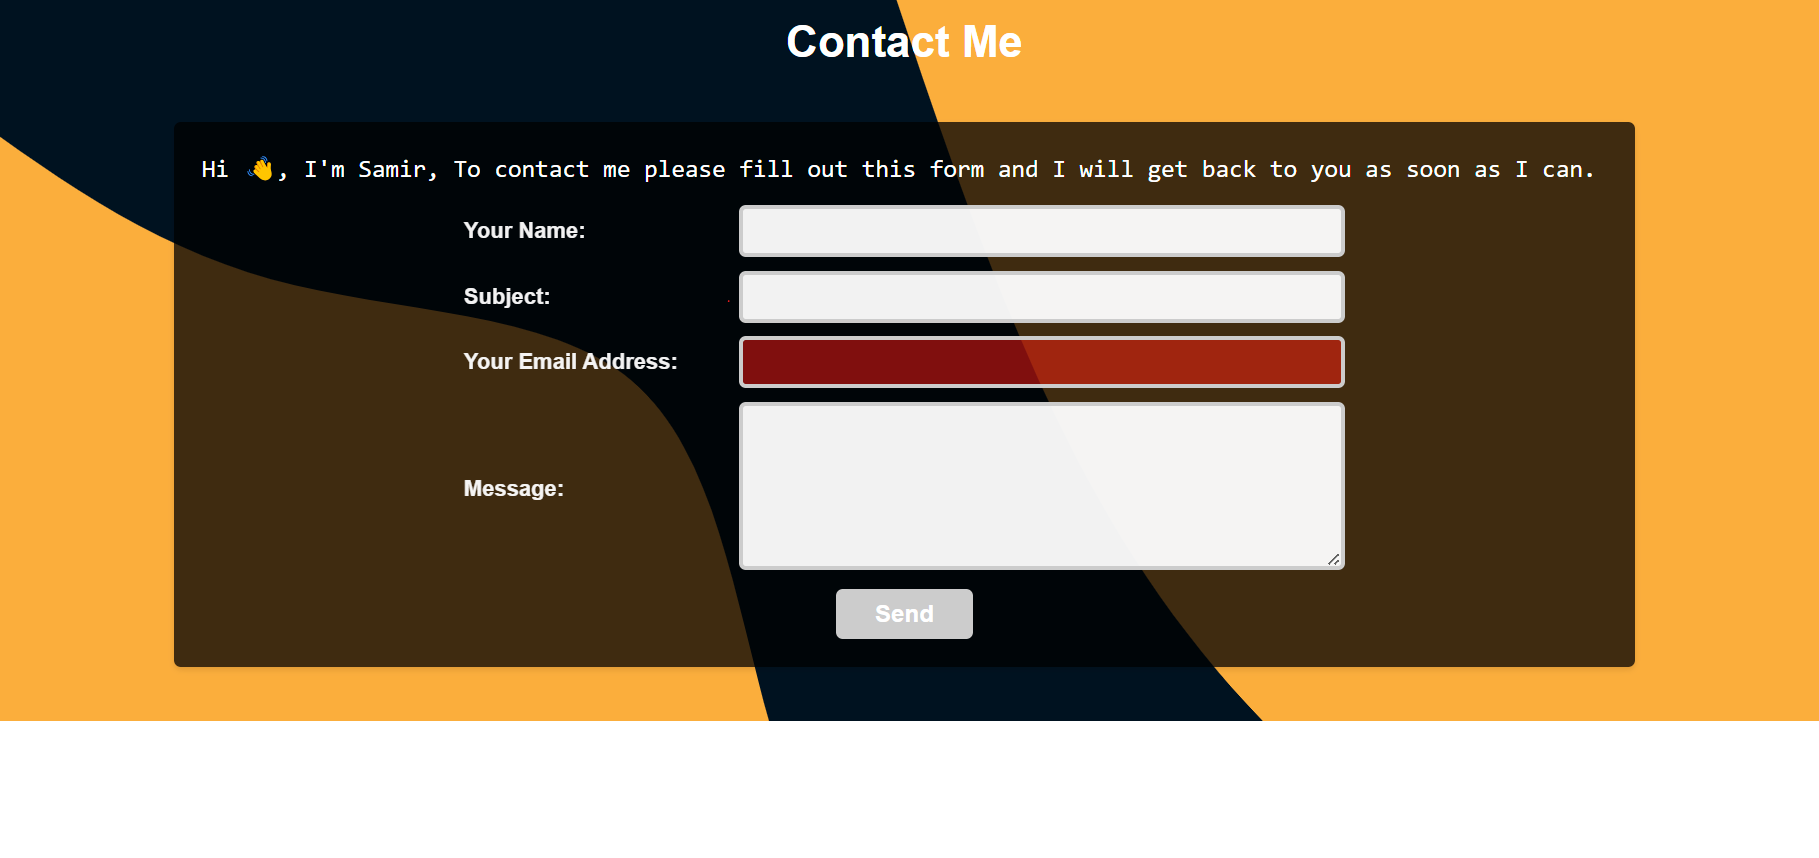 Contact Me
Hi 👋, I'm Samir, To contact me please fill out this form and I will get back to you as soon as I can.
Your Name:
Subject:
Your Email Address:
Message:
Send